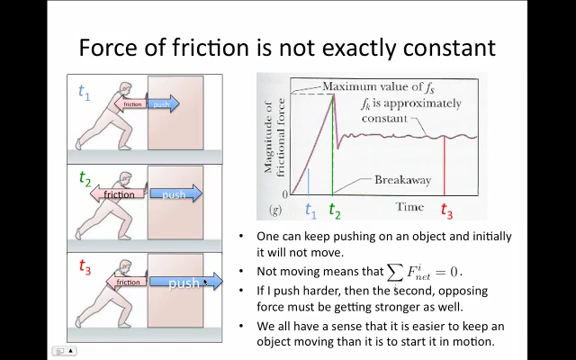 Force of friction is not exactly constant
t1
friction
push
t2
friction
push
t3
friction
push
Maximum value of fs
fk is approximately
constant
Magnitude of
frictional force
Breakaway
0
(g)
t1
t2
Time
t3
• One can keep pushing on an object and initially
it will not move.
• Not moving means that ∑ F^i_net = 0 .
• If I push harder, then the second, opposing
force must be getting stronger as well.
• We all have a sense that it is easier to keep an
object moving than it is to start it in motion.